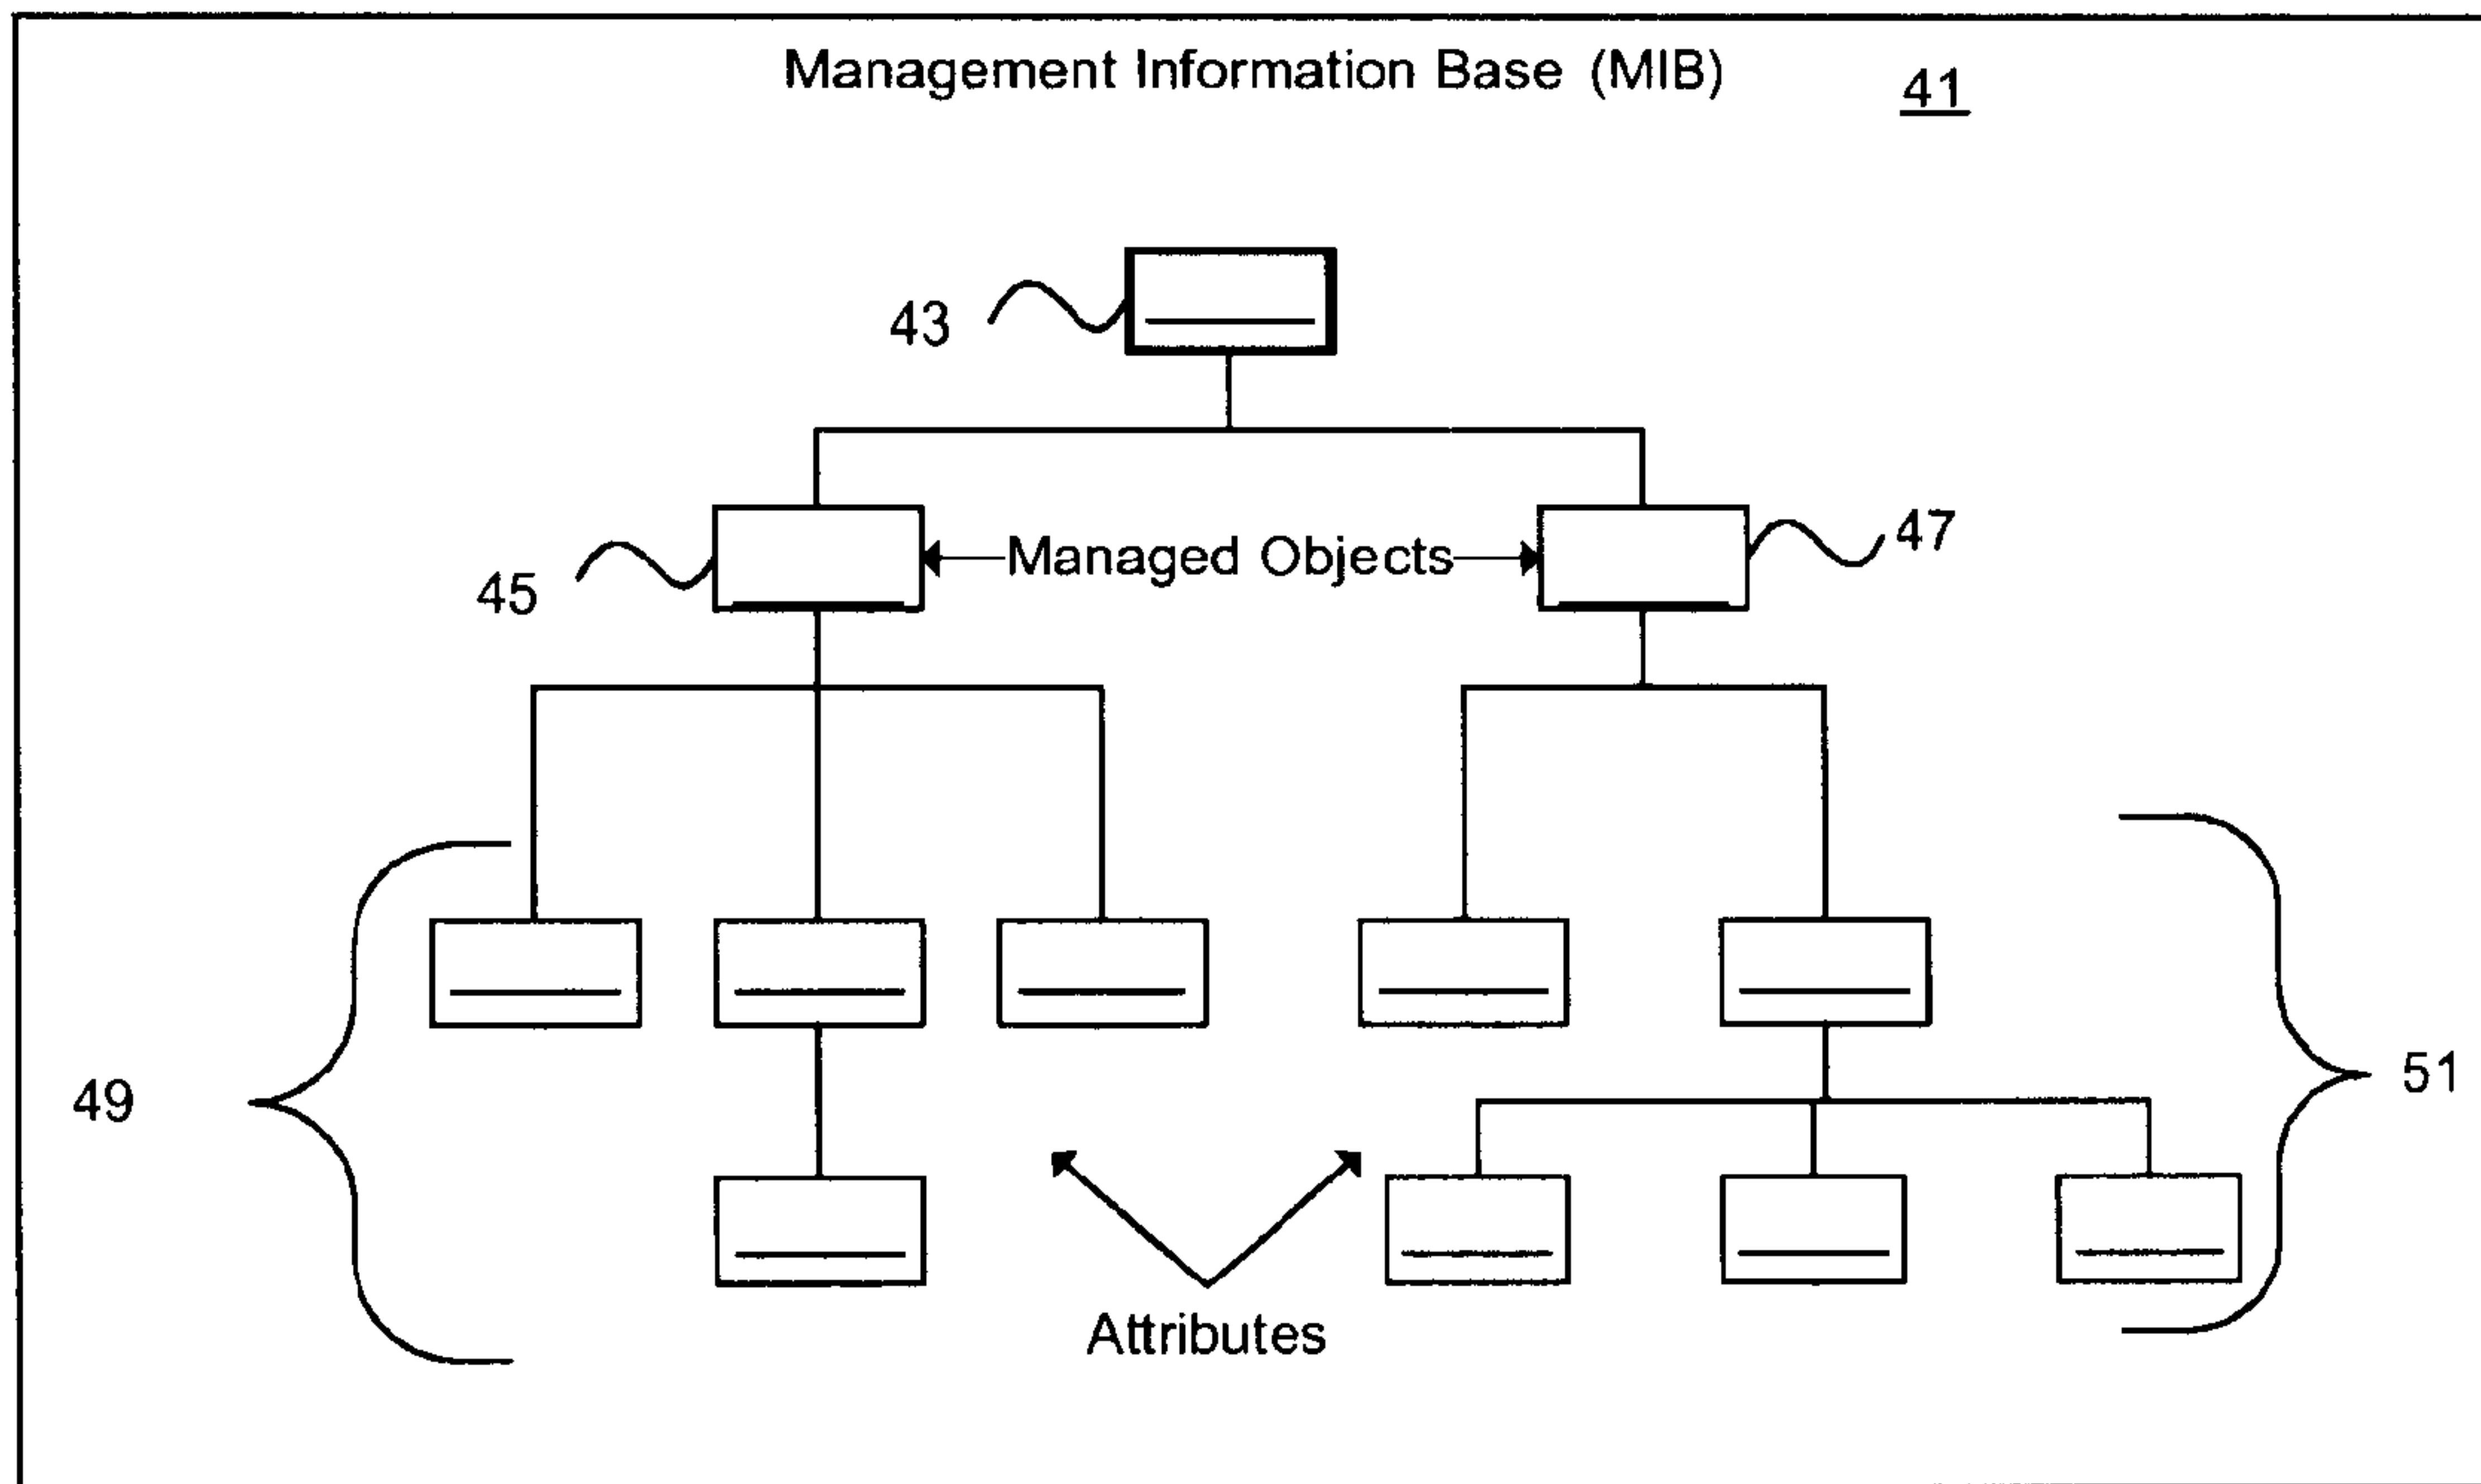 Management Information Base (MIB)
41
43
Managed Objects
47
45
49
51
Attributes